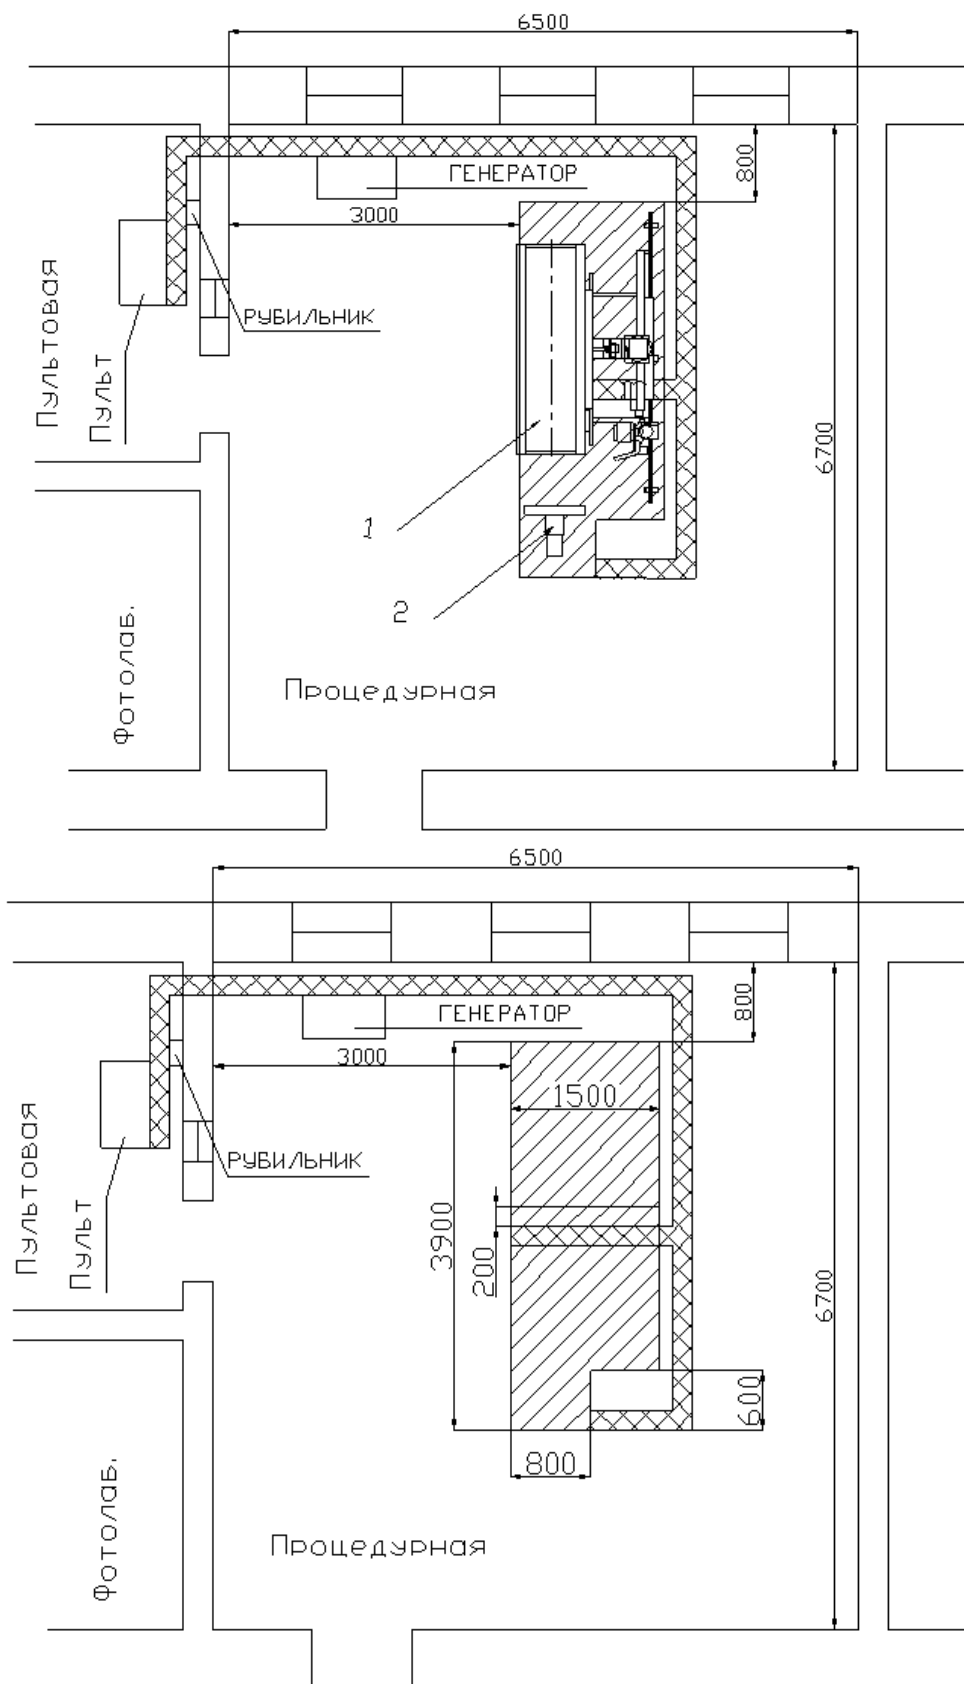 6500
800
ГЕНЕРАТОР
3000
РУБИЛЬНИК
Пультовая
Пульт
6700
1
2
Фотолаб.
Процедурная
6500
800
ГЕНЕРАТОР
3000
1500
РУБИЛЬНИК
Пультовая
Пульт
3900
200
6700
600
800
Фотолаб.
Процедурная